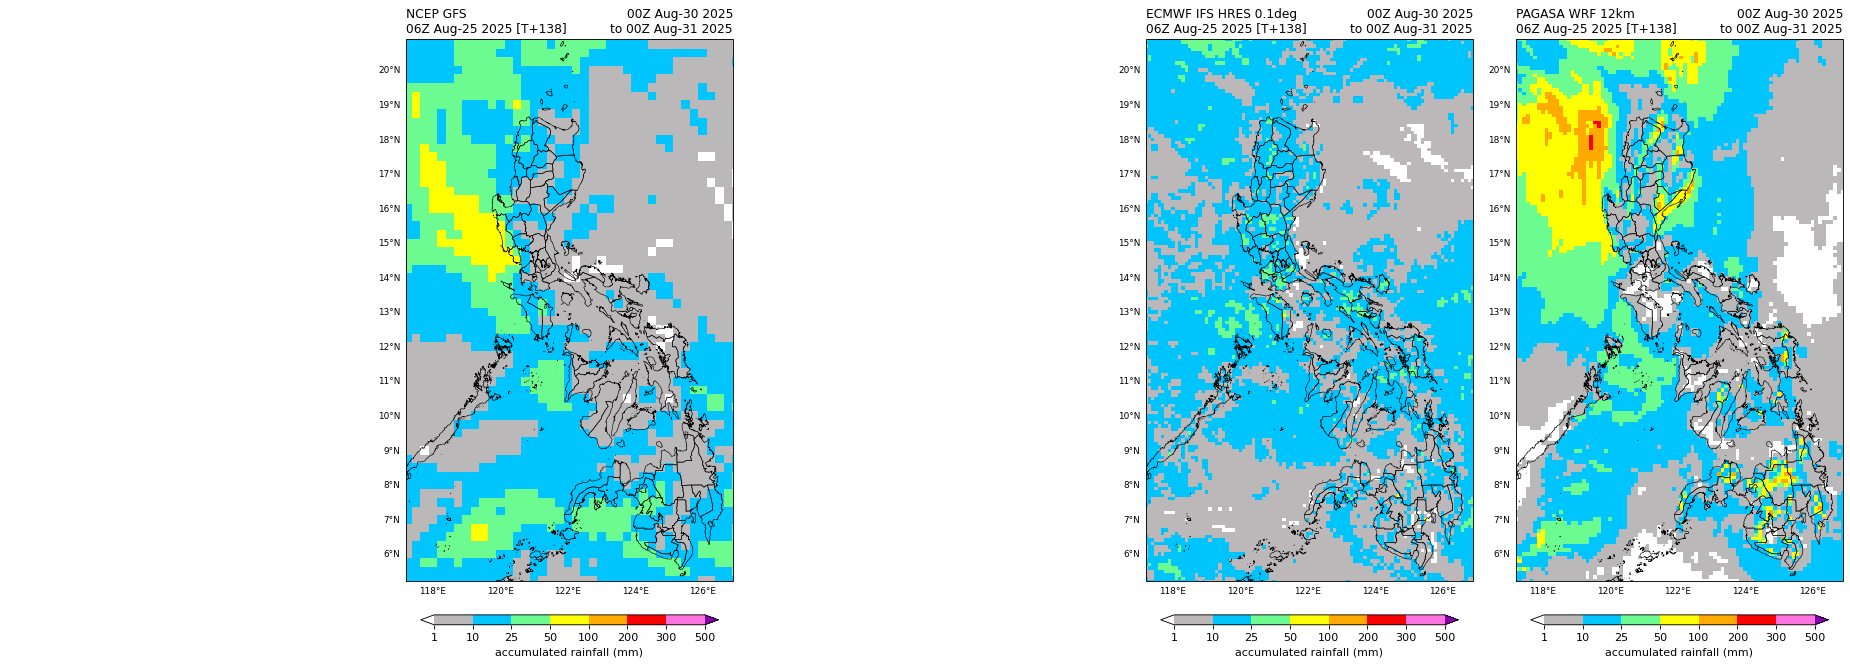 NCEP GFS 00Z Aug-30 2025
06Z Aug-25 2025 [T+138] to 00Z Aug-31 2025
20°N
19°N
18°N
17°N
16°N
15°N
14°N
13°N
12°N
11°N
10°N
9°N
8°N
7°N
6°N
118°E 120°E 122°E 124°E 126°E
1 10 25 50 100 200 300 500
accumulated rainfall (mm)
ECMWF IFS HRES 0.1deg 00Z Aug-30 2025
06Z Aug-25 2025 [T+138] to 00Z Aug-31 2025
20°N
19°N
18°N
17°N
16°N
15°N
14°N
13°N
12°N
11°N
10°N
9°N
8°N
7°N
6°N
118°E 120°E 122°E 124°E 126°E
1 10 25 50 100 200 300 500
accumulated rainfall (mm)
PAGASA WRF 12km 00Z Aug-30 2025
06Z Aug-25 2025 [T+138] to 00Z Aug-31 2025
20°N
19°N
18°N
17°N
16°N
15°N
14°N
13°N
12°N
11°N
10°N
9°N
8°N
7°N
6°N
118°E 120°E 122°E 124°E 126°E
1 10 25 50 100 200 300 500
accumulated rainfall (mm)